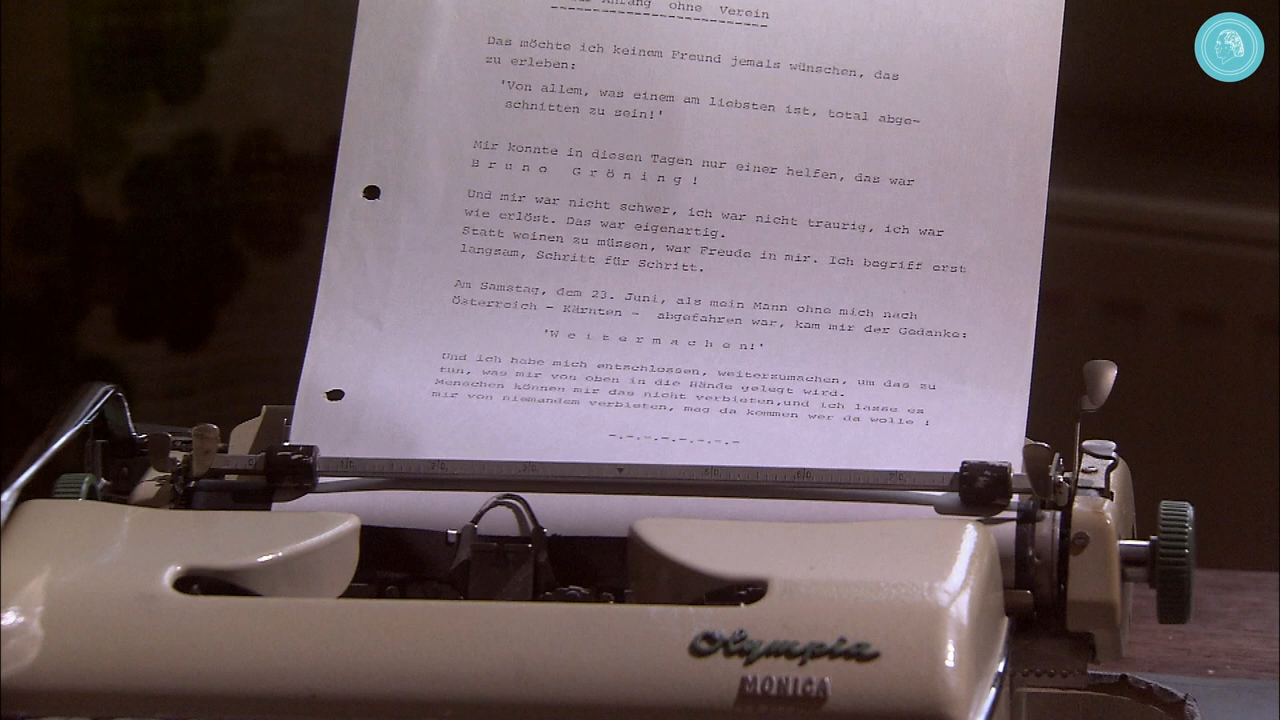 Anfang ohne Verein
Das möchte ich keinem Freund jemals wünschen, das
zu erleben:
'Von allem, was einem am liebsten ist, total abge-
schnitten zu sein!'
Mir konnte in diesen Tagen nur einer helfen, das war
B r u n o G r ö n i n g !
Und mir war nicht schwer, ich war nicht traurig, ich war
wie erlöst. Das war eigenartig.
Statt weinen zu müssen, war Freude in mir. Ich begriff erst
langsam, Schritt für Schritt.
Am Samstag, dem 23. Juni, als mein Mann ohne mich nach
Österreich - Kärnten - abgefahren war, kam mir der Gedanke:
'W e i t e r m a c h e n!'
Und ich habe mich entschlossen, weiterzumachen, um das zu
tun, was mir von oben in die Hände gelegt wird.
Menschen können mir das nicht verbieten,und ich lasse es
mir von niemandem verbieten, mag da kommen wer da wolle !
-.-.-.-.-.-.-.-
Olympia
MONICA